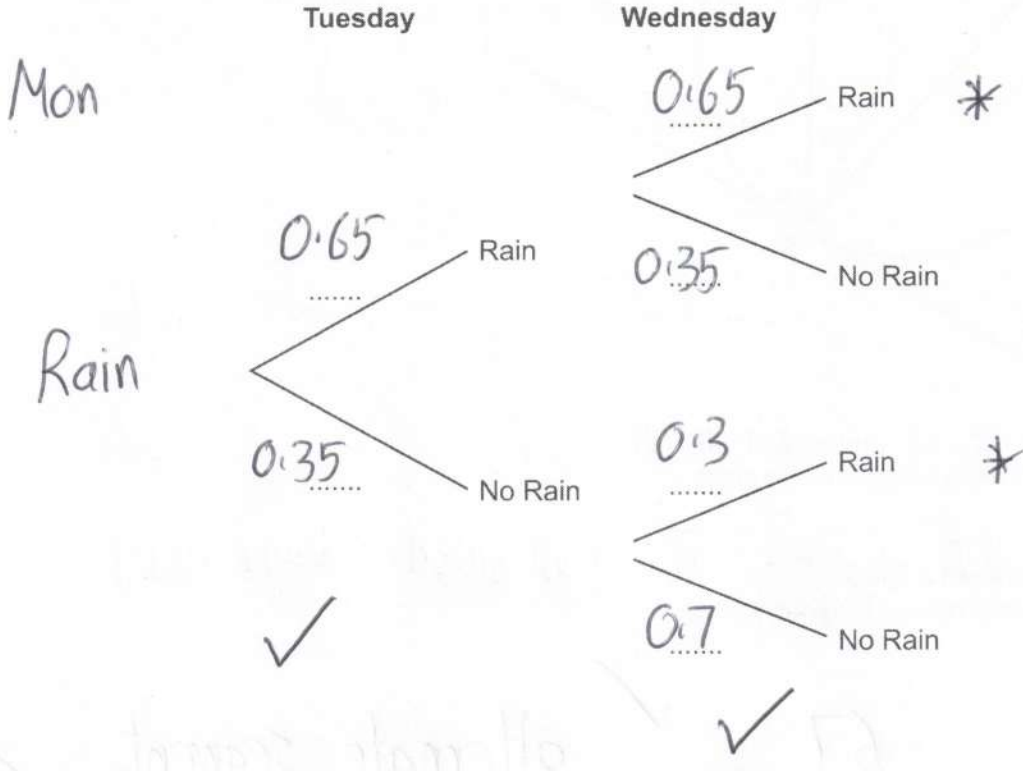 Tuesday Wednesday
Mon
0.65 Rain *
0.65 Rain
0.35 No Rain
Rain
0.35 No Rain
0.3 Rain *
0.7 No Rain